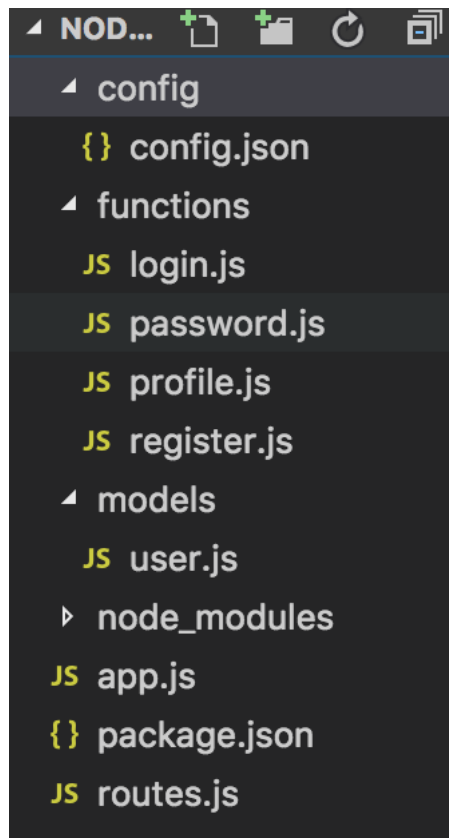 NOD...
config
{} config.json
functions
JS login.js
JS password.js
JS profile.js
JS register.js
models
JS user.js
node_modules
JS app.js
{} package.json
JS routes.js